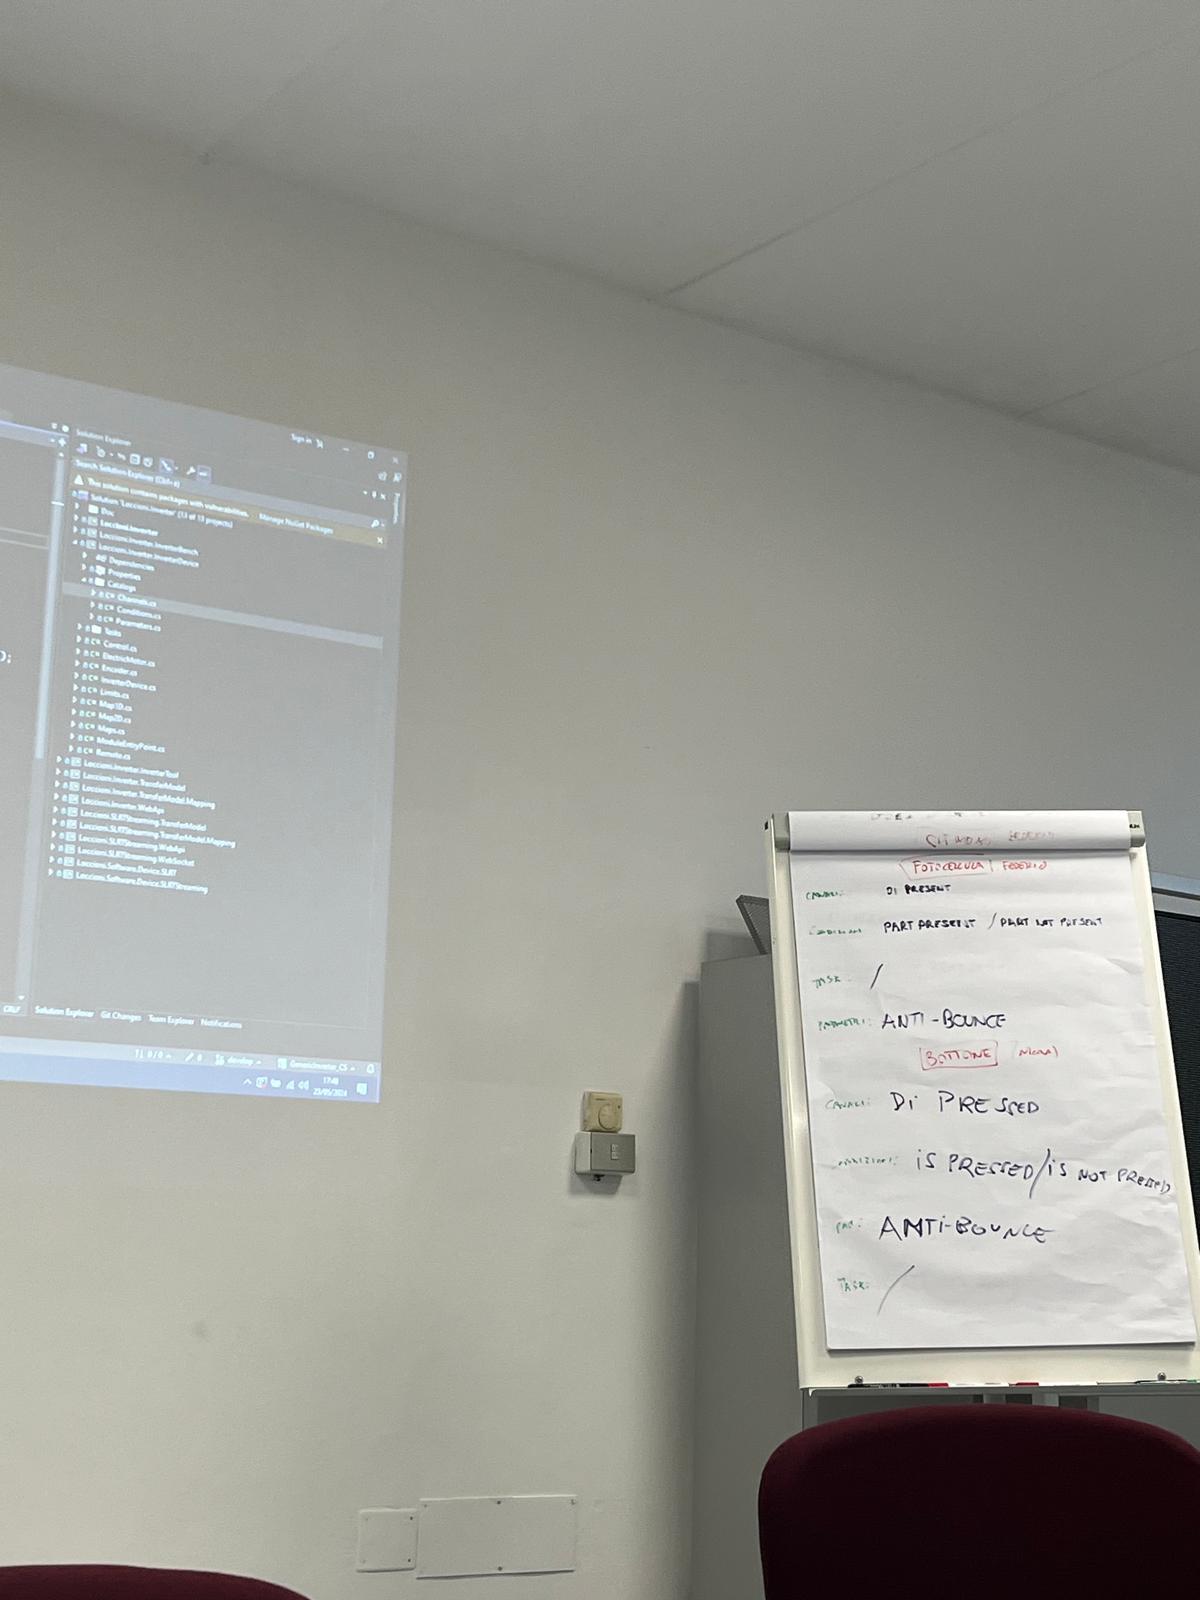 Solution Explorer
Sign in
Search Solution Explorer (Ctrl+è)
This solution contains packages with vulnerabilities. Manage NuGet Packages
Solution 'Loccioni.Inverter' (13 of 13 projects)
Doc
Loccioni.Inverter
Loccioni.Inverter.InverterBench
Loccioni.Inverter.InverterDevice
Dependencies
Properties
Catalogs
Channels.cs
Conditions.cs
Parameters.cs
Tasks
Control.cs
ElectricMotor.cs
Encoder.cs
InverterDevice.cs
Limits.cs
Map1D.cs
Map2D.cs
Maps.cs
ModuleEntryPoint.cs
Remote.cs
Loccioni.Inverter.InverterTool
Loccioni.Inverter.TransferModel
Loccioni.Inverter.TransferModel.Mapping
Loccioni.Inverter.WebApi
Loccioni.SLRTStreaming.TransferModel
Loccioni.SLRTStreaming.TransferModel.Mapping
Loccioni.SLRTStreaming.WebApi
Loccioni.SLRTStreaming.WebSocket
Loccioni.Software.Device.SLRT
Loccioni.Software.Device.SLRTStreaming
CRLF
Solution Explorer Git Changes Team Explorer Notifications
0 / 0 develop GenericInverter_CS
17:48
23/05/2024
FOTOCELLULA
CANALI: DI PRESENT
PART PRESENT / PART NOT PRESENT
TASK: /
PARAMETRI: ANTI-BOUNCE
BOTTONE
CANALI: Di PRESSED
iS PRESSED/iS NOT PRESSED
PAR: ANTi-BOUNCE
TASK: /